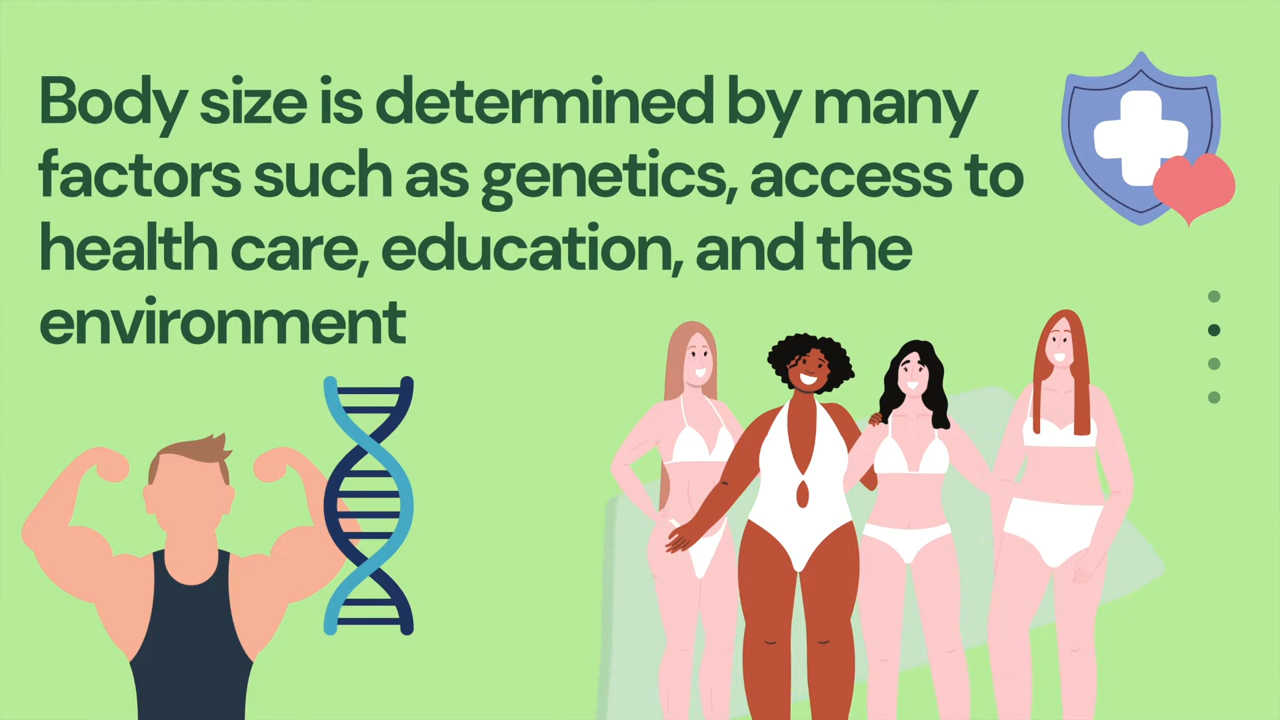 Body size is determined by many
factors such as genetics, access to
health care, education, and the
environment